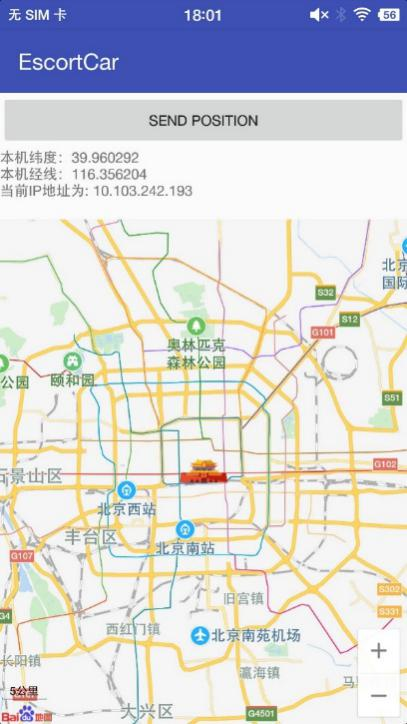 无 SIM 卡
18:01
56
EscortCar
SEND POSITION
本机纬度: 39.960292
本机经线: 116.356204
当前IP地址为: 10.103.242.193
北京
国际
S32
S12
G101
奥林匹克
森林公园
公园
颐和园
S51
G102
石景山区
北京西站
丰台区
北京南站
G107
S302
旧宫镇
S331
G4
西红门镇
北京南苑机场
长阳镇
瀛海镇
马
5公里
Bai 地图
大兴区
G4501